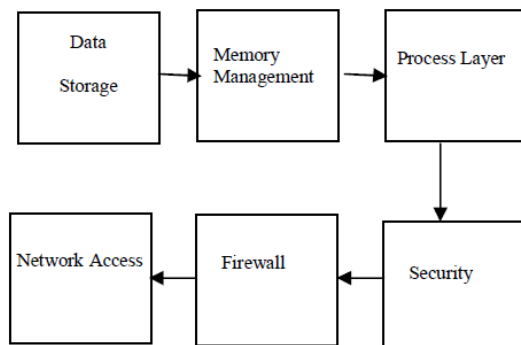 Data
Storage
Memory
Management
Process Layer
Network Access
Firewall
Security